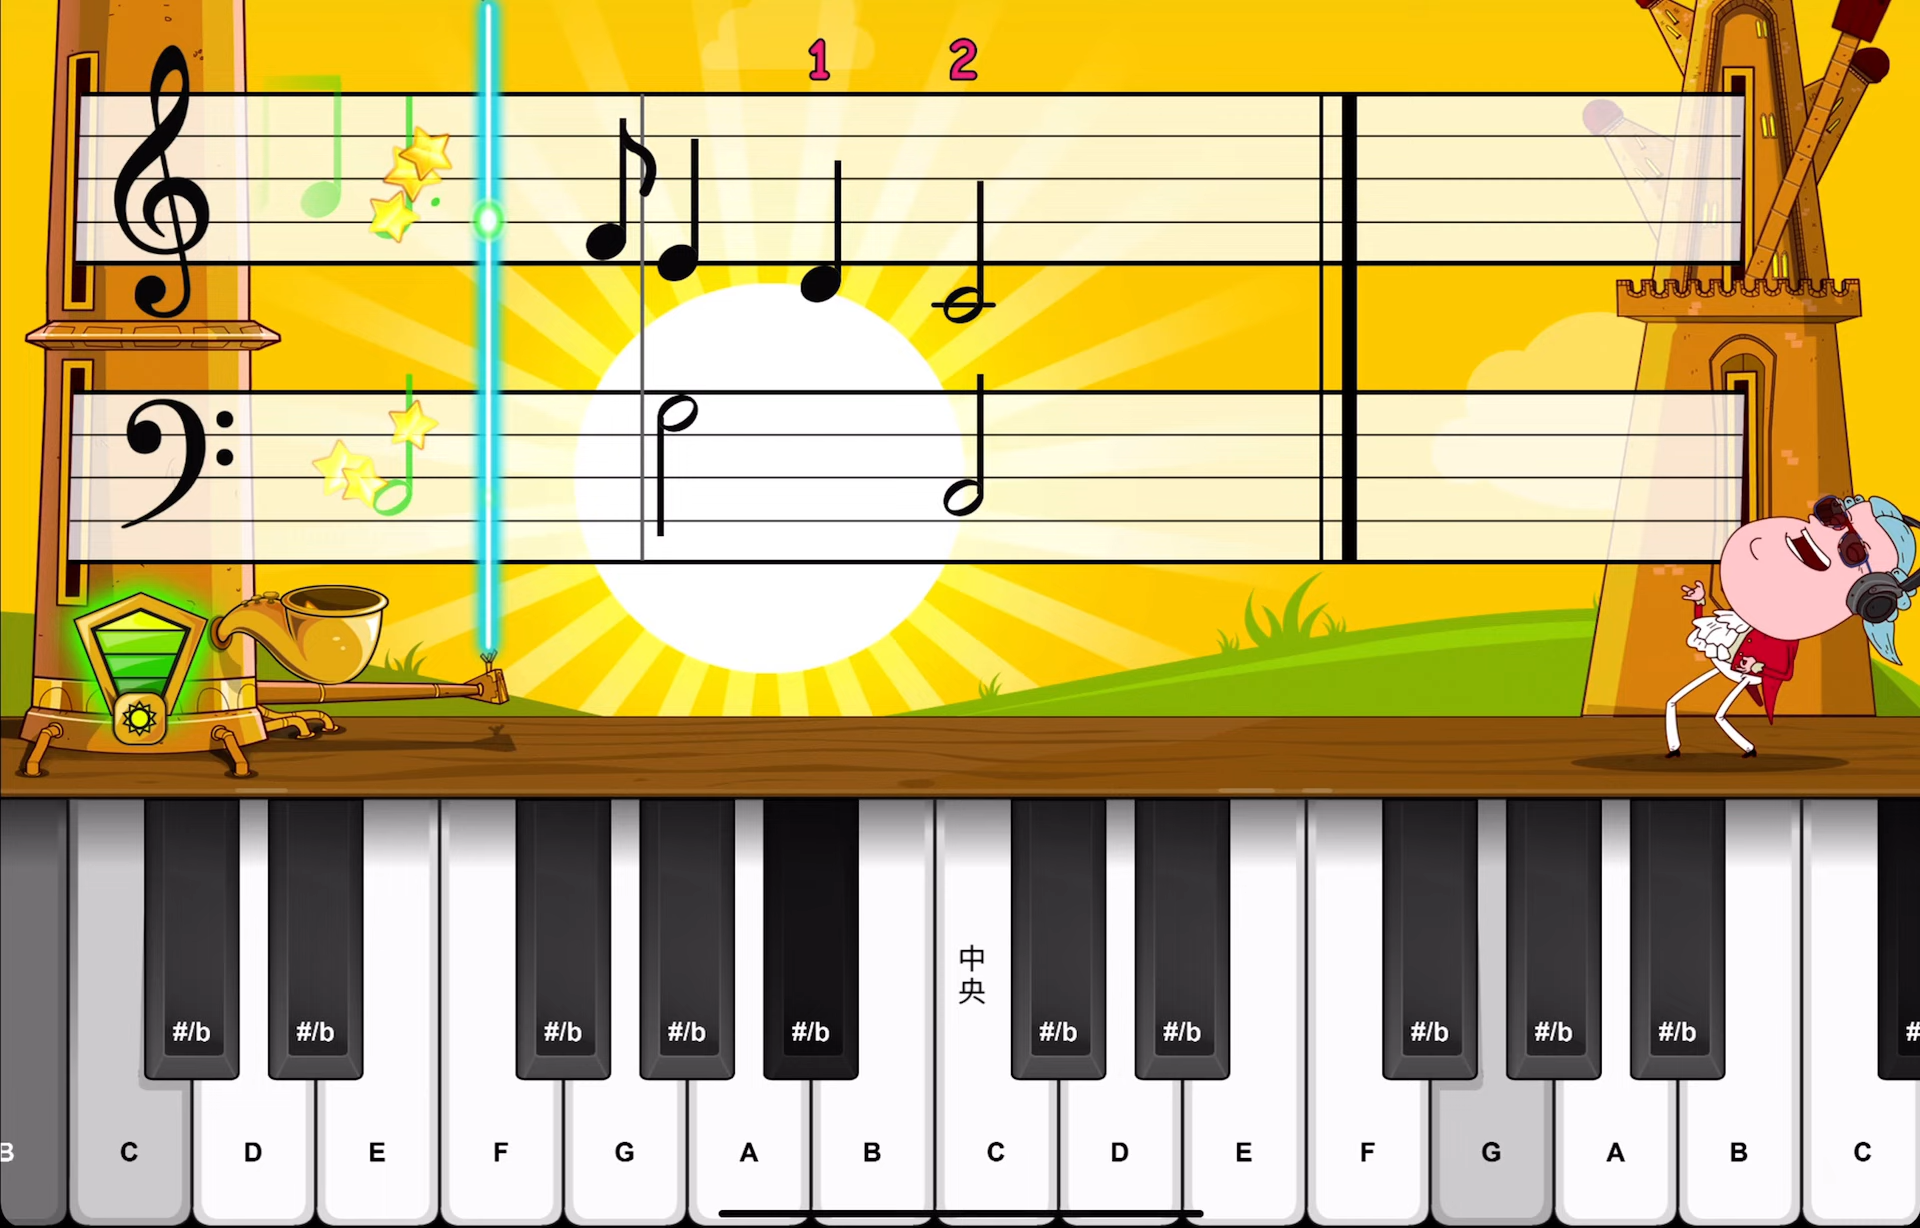 1 2
中
央
#/b #/b #/b #/b #/b #/b #/b #/b #/b #/b #
B C D E F G A B C D E F G A B C